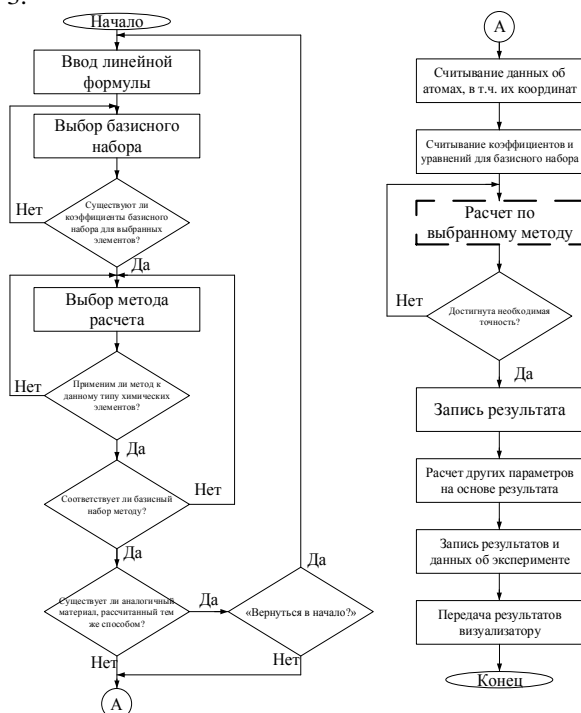 3.
Начало
Ввод линейной
формулы
Выбор базисного
набора
Существуют ли
коэффициенты базисного
набора для выбранных
элементов?
Нет
Да
Выбор метода
расчета
Применим ли метод к
данному типу химических
элементов?
Нет
Да
Соответствует ли базисный
набор методу?
Нет
Да
Существует ли аналогичный
материал, рассчитанный тем
же способом?
Да
Нет
«Вернуться в начало?»
Да
Нет
А
А
Считывание данных об
атомах, в т.ч. их координат
Считывание коэффициентов и
уравнений для базисного набора
Расчет по
выбранному методу
Достигнута необходимая
точность?
Нет
Да
Запись результата
Расчет других параметров
на основе результата
Запись результатов и
данных об эксперименте
Передача результатов
визуализатору
Конец